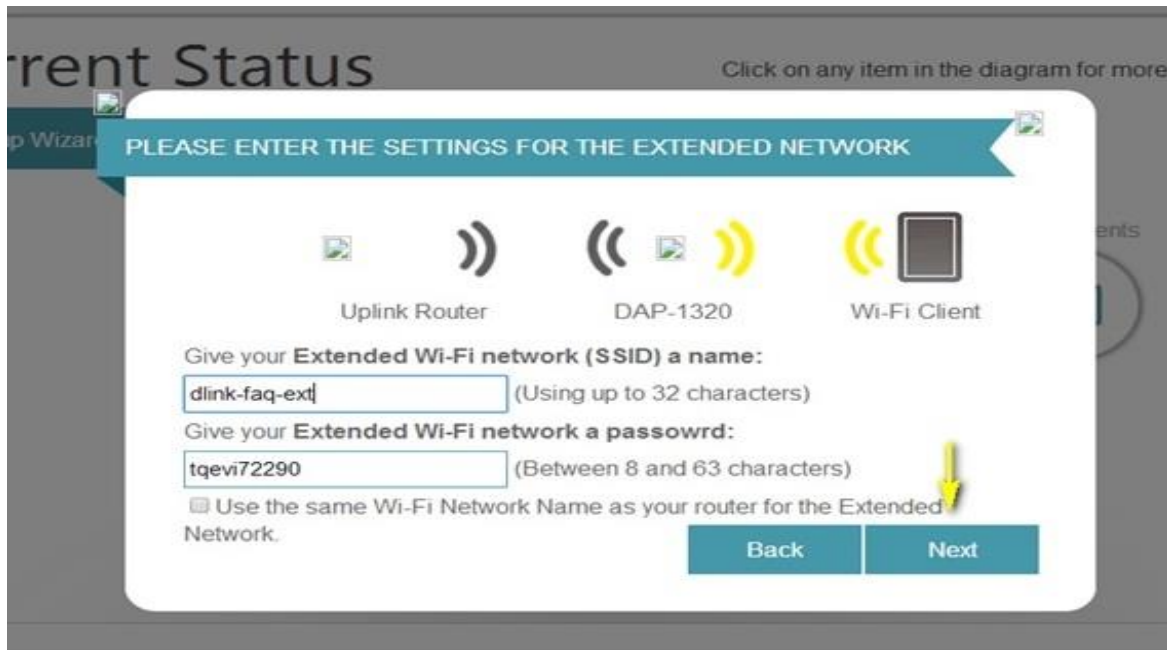 rrent Status
Click on any item in the diagram for more
up Wizar
PLEASE ENTER THE SETTINGS FOR THE EXTENDED NETWORK
ents
Uplink Router
DAP-1320
Wi-Fi Client
Give your Extended Wi-Fi network (SSID) a name:
dlink-faq-ext (Using up to 32 characters)
Give your Extended Wi-Fi network a passowrd:
tqevi72290 (Between 8 and 63 characters)
Use the same Wi-Fi Network Name as your router for the Extended
Network.
Back
Next